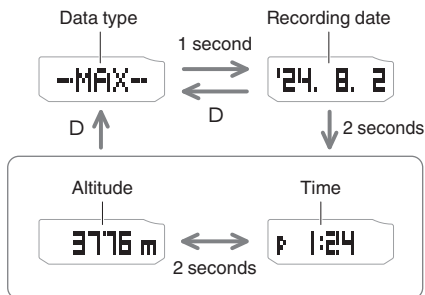 Data type
Recording date
1 second
-MAX--
'24. 8. 2
D
D
2 seconds
Altitude
Time
3776 m
P 1:24
2 seconds